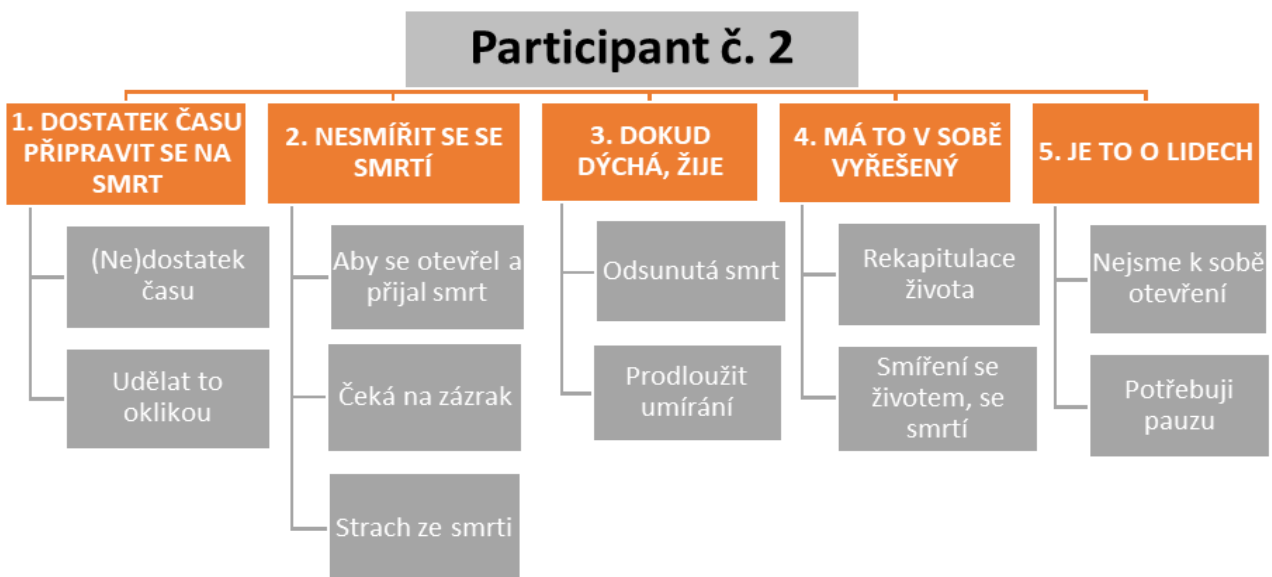 Participant č. 2
1. DOSTATEK ČASU
PŘIPRAVIT SE NA
SMRT
(Ne)dostatek
času
Udělat to
oklikou
2. NESMÍŘIT SE SE
SMRTÍ
Aby se otevřel a
přijal smrt
Čeká na zázrak
Strach ze smrti
3. DOKUD
DÝCHÁ, ŽIJE
Odsunutá smrt
Prodloužit
umírání
4. MÁ TO V SOBĚ
VYŘEŠENÝ
Rekapitulace
života
Smíření se
životem, se
smrtí
5. JE TO O LIDECH
Nejsme k sobě
otevření
Potřebuji
pauzu